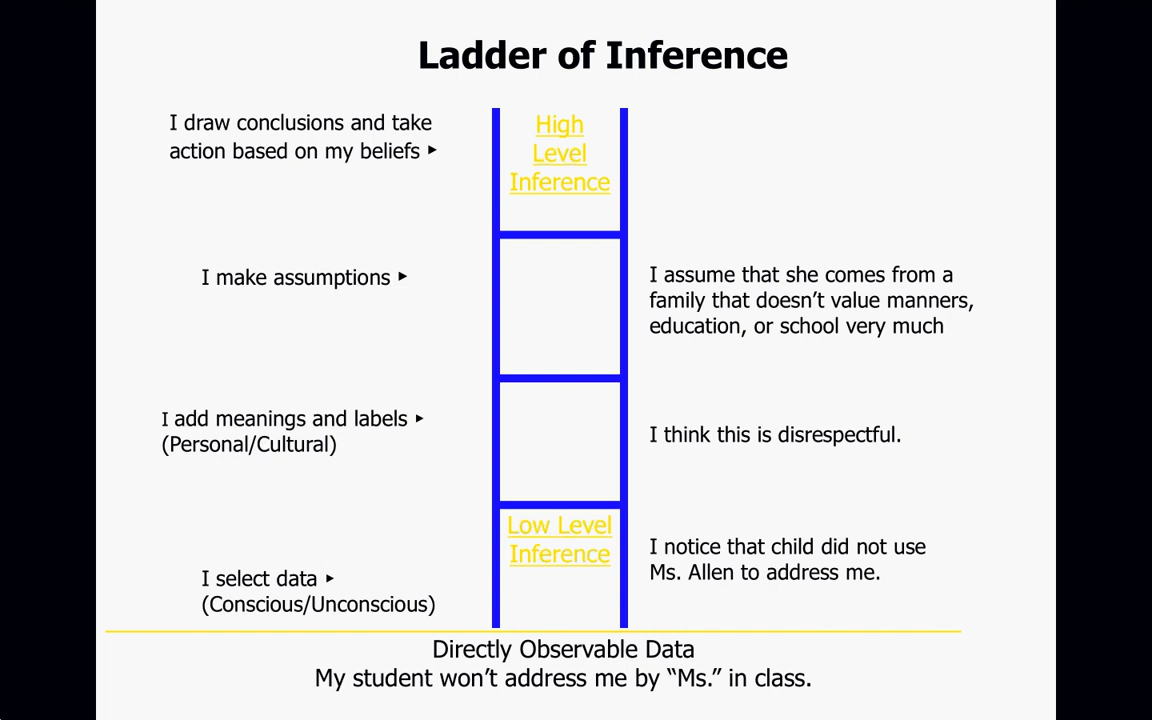 Ladder of Inference
I draw conclusions and take
action based on my beliefs ►
High
Level
Inference
I make assumptions ►
I assume that she comes from a
family that doesn’t value manners,
education, or school very much
I add meanings and labels ►
(Personal/Cultural)
I think this is disrespectful.
Low Level
Inference
I notice that child did not use
Ms. Allen to address me.
I select data ►
(Conscious/Unconscious)
Directly Observable Data
My student won’t address me by “Ms.” in class.